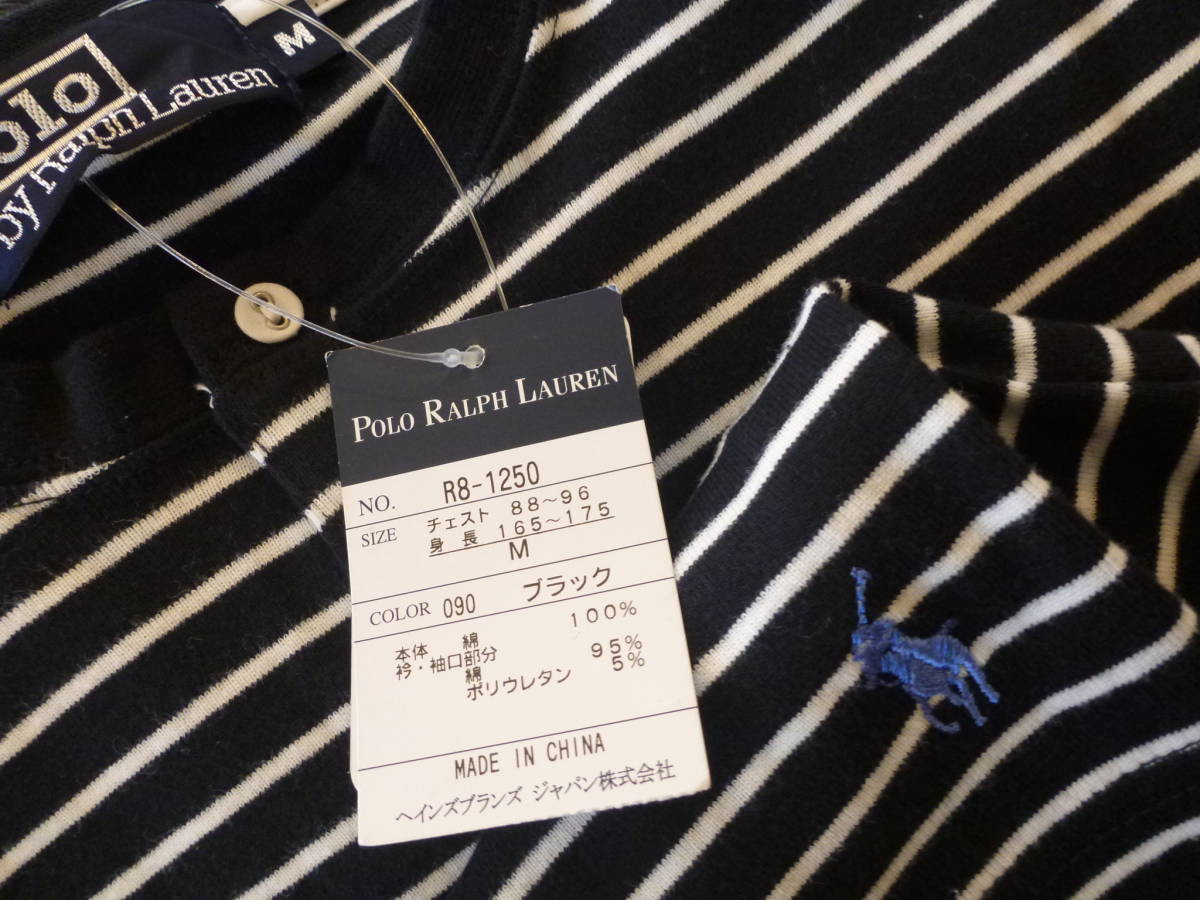 Polo
by Ralph Lauren
M
POLO RALPH LAUREN
NO. R8-1250
SIZE チェスト 88～96
身長 165～175
M
COLOR 090 ブラック
本体 綿 100%
衿・袖口部分
綿 95%
ポリウレタン 5%
MADE IN CHINA
ヘインズブランズ ジャパン株式会社